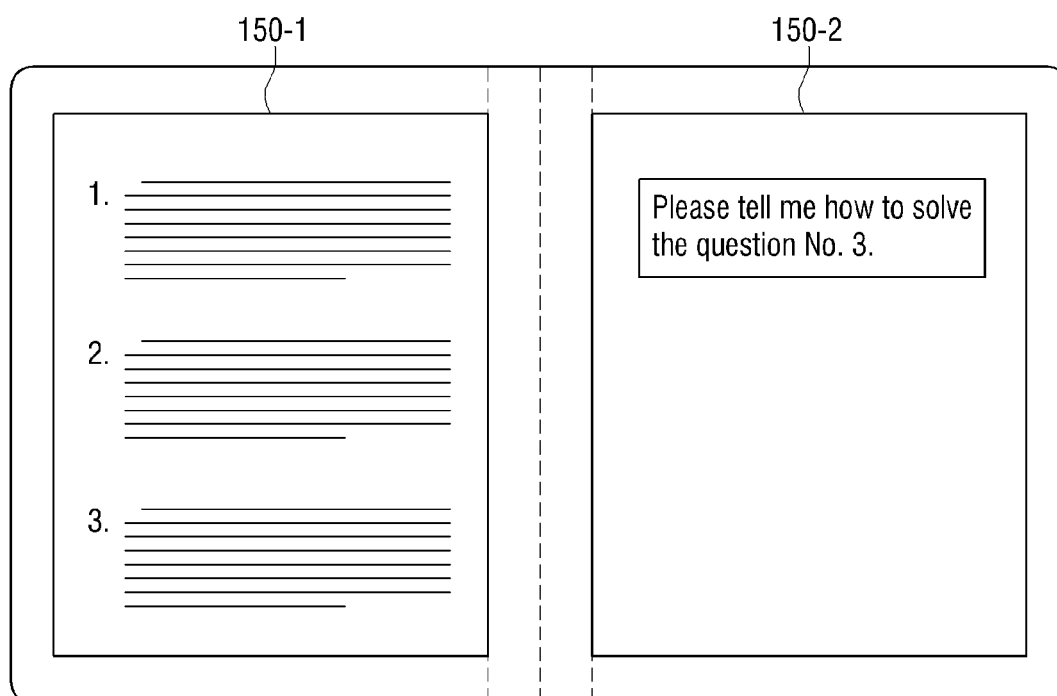 150-1
150-2
1.
2.
3.
Please tell me how to solve
the question No. 3.